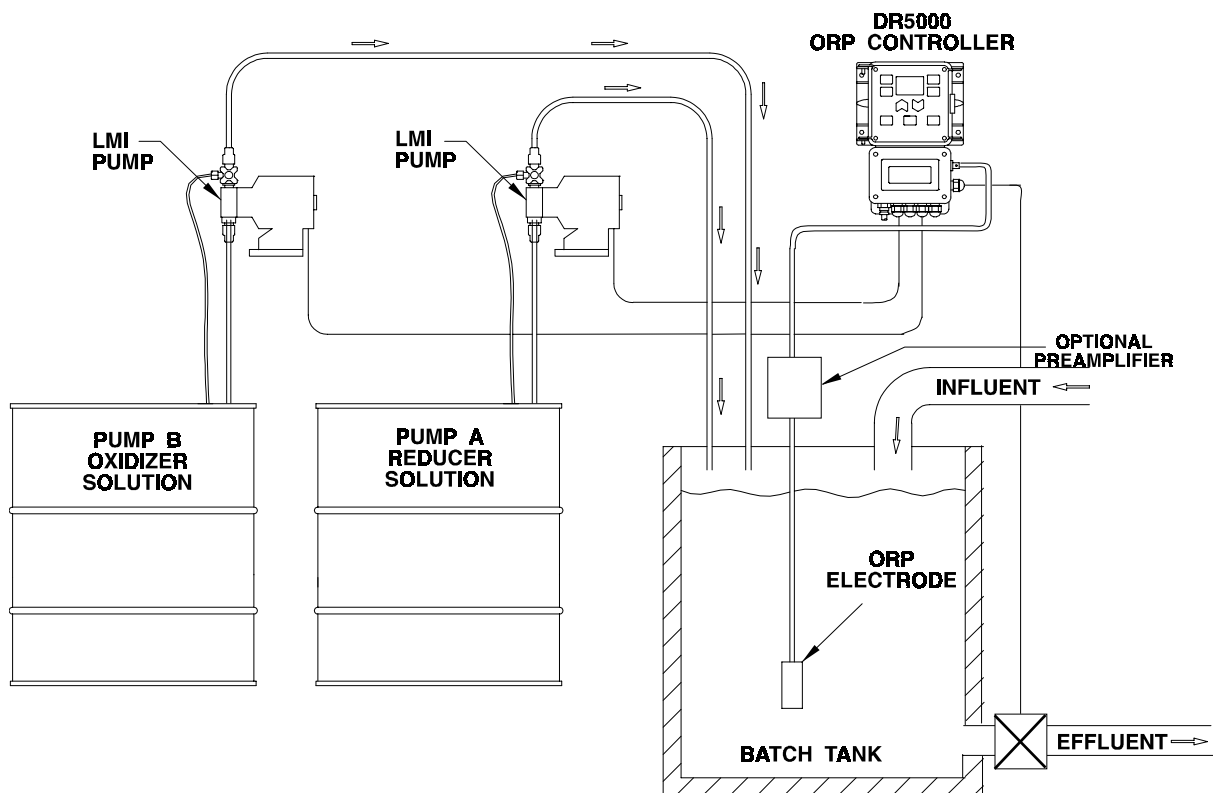 DR5000
ORP CONTROLLER
LMI
PUMP
LMI
PUMP
OPTIONAL
PREAMPLIFIER
INFLUENT
PUMP B
OXIDIZER
SOLUTION
PUMP A
REDUCER
SOLUTION
ORP
ELECTRODE
BATCH TANK
EFFLUENT